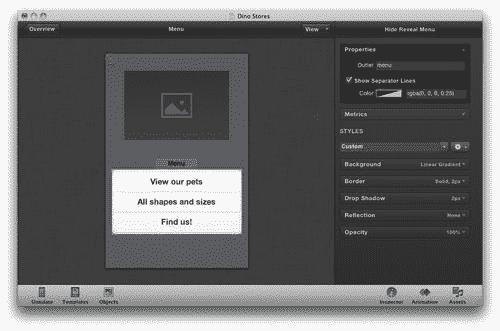 Dino Stores
Overview
Menu
View
Hide Reveal Menu
Menu
View our pets
All shapes and sizes
Find us!
Properties
Outlet menu
Show Separator Lines
Color rgba(0, 0, 0, 0.25)
Metrics
STYLES
Custom
Background Linear Gradient
Border Solid, 2px
Drop Shadow 2px
Reflection None
Opacity 100%
Simulate Templates Objects
Inspector Animation Assets